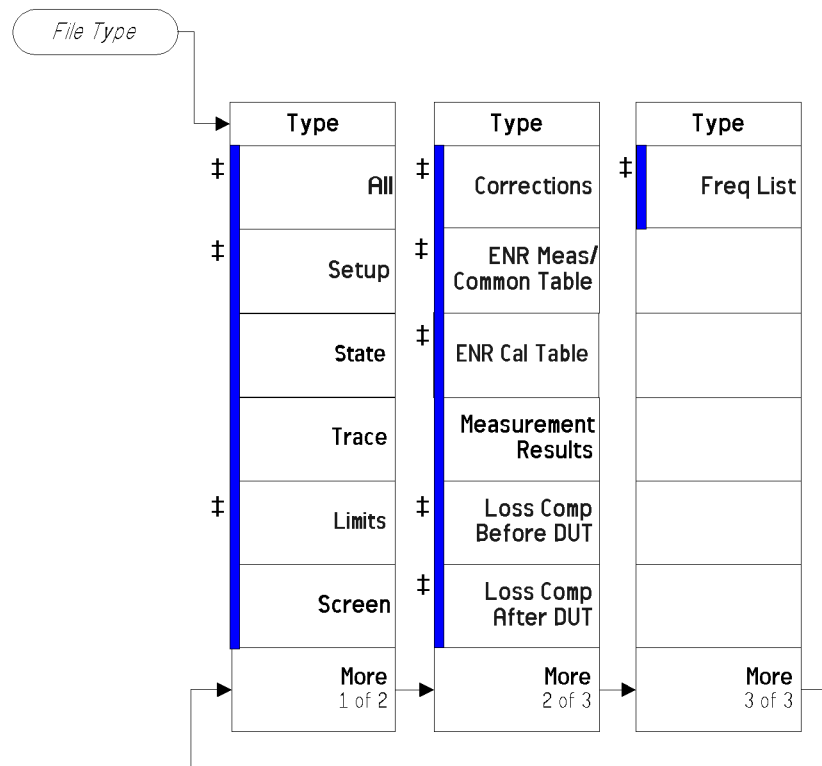 File Type
Type
‡
All
‡
Setup
State
Trace
‡
Limits
Screen
More
1 of 2
Type
‡
Corrections
‡
ENR Meas/
Common Table
‡
ENR Cal Table
Measurement
Results
‡
Loss Comp
Before DUT
‡
Loss Comp
After DUT
More
2 of 3
Type
‡
Freq List
More
3 of 3